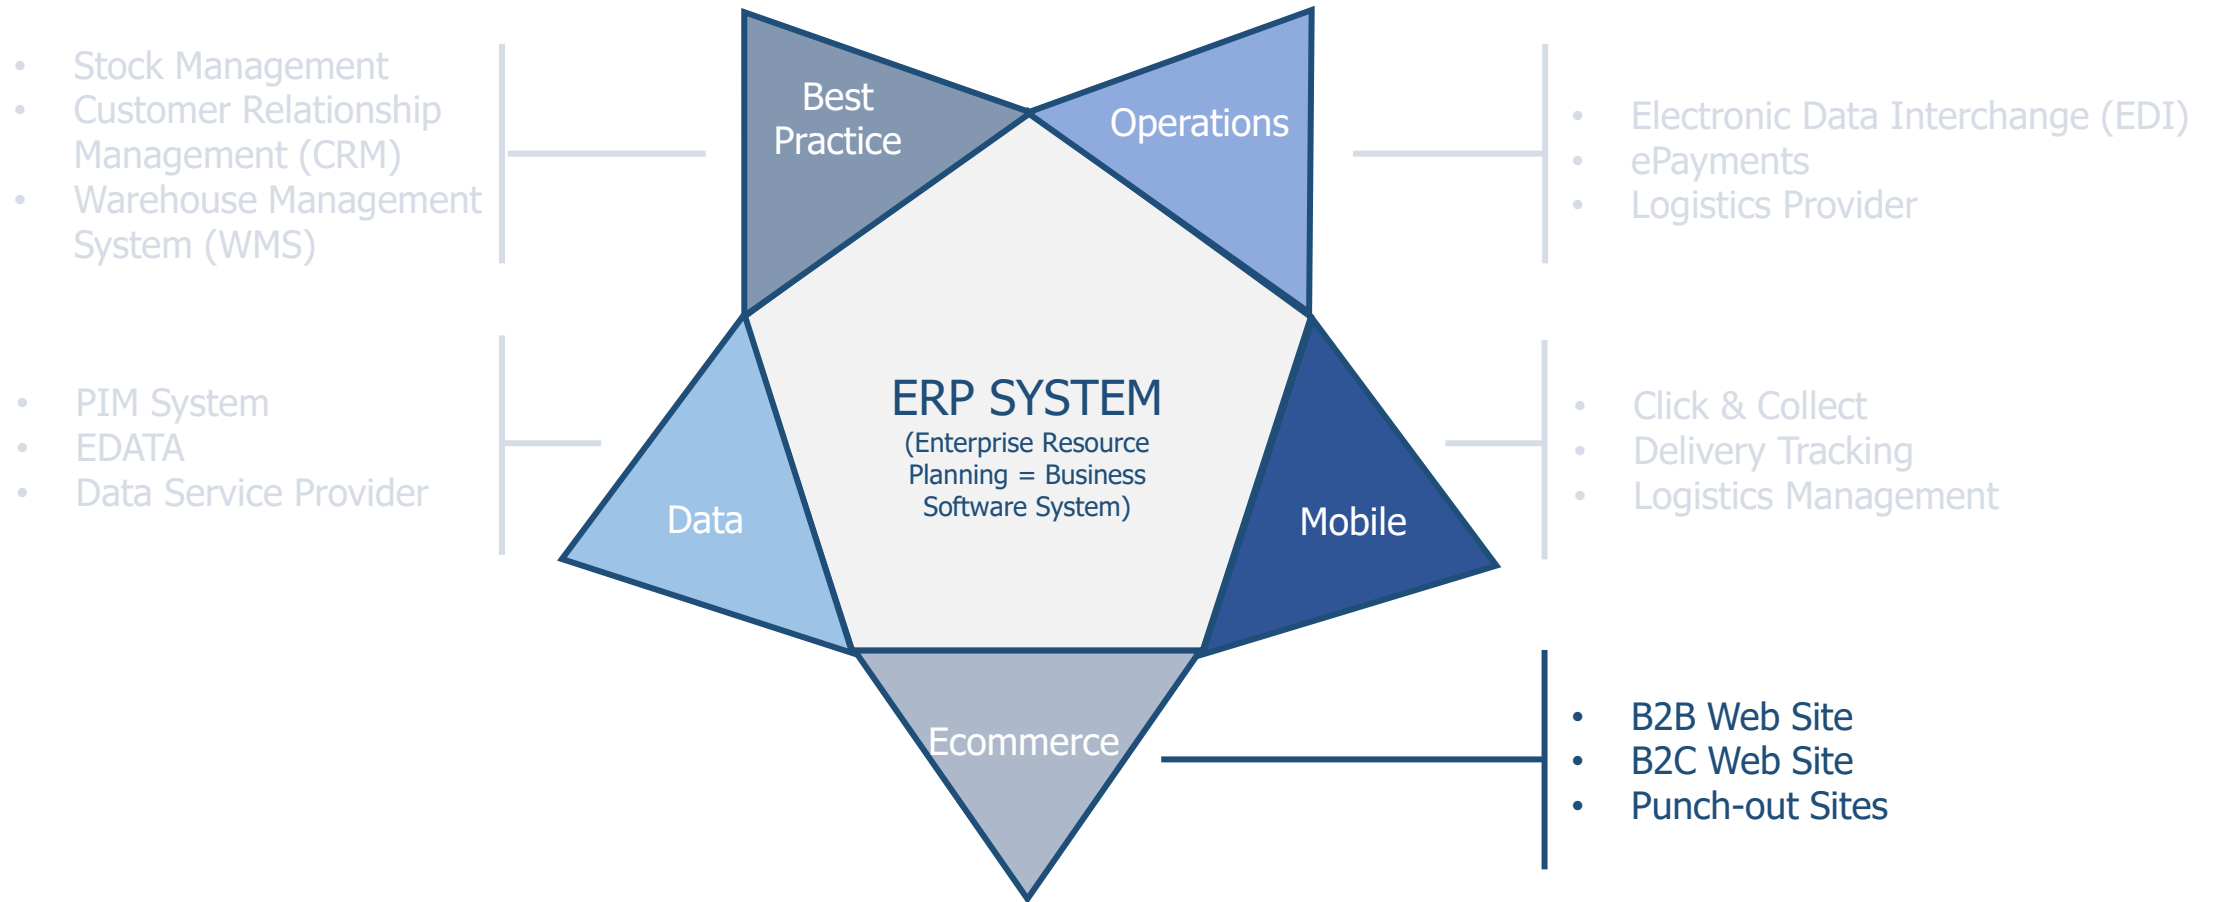 • Stock Management
• Customer Relationship
Management (CRM)
• Warehouse Management
System (WMS)
Best
Practice
Operations
• Electronic Data Interchange (EDI)
• ePayments
• Logistics Provider
• PIM System
• EDATA
• Data Service Provider
Data
ERP SYSTEM
(Enterprise Resource
Planning = Business
Software System)
Mobile
• Click & Collect
• Delivery Tracking
• Logistics Management
Ecommerce
• B2B Web Site
• B2C Web Site
• Punch-out Sites